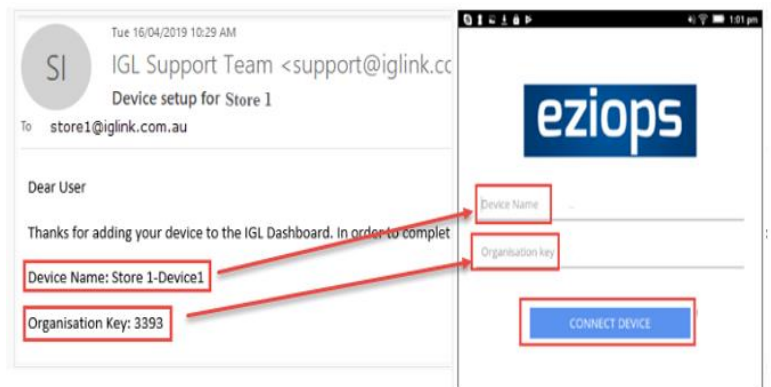 Tue 16/04/2019 10:29 AM
SI
IGL Support Team <support@iglink.cc
Device setup for Store 1
To store1@iglink.com.au
Dear User
Thanks for adding your device to the IGL Dashboard. In order to complet
Device Name: Store 1-Device1
Organisation Key: 3393
1:01 pm
eziops
Device Name
Organisation key
CONNECT DEVICE